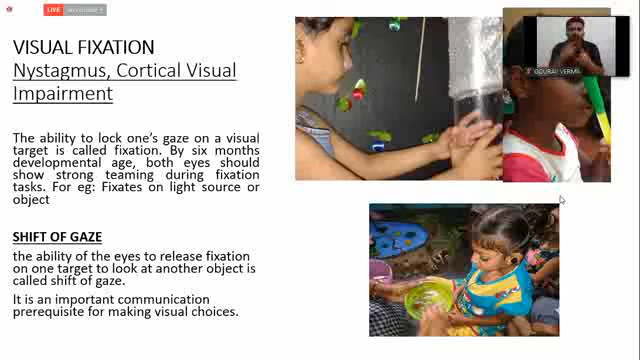 LIVE
VISUAL FIXATION
Nystagmus, Cortical Visual
Impairment
The ability to lock one's gaze on a visual
target is called fixation. By six months
developmental age, both eyes should
show strong teaming during fixation
tasks. For eg: Fixates on light source or
object
SHIFT OF GAZE
the ability of the eyes to release fixation
on one target to look at another object is
called shift of gaze.
It is an important communication
prerequisite for making visual choices.